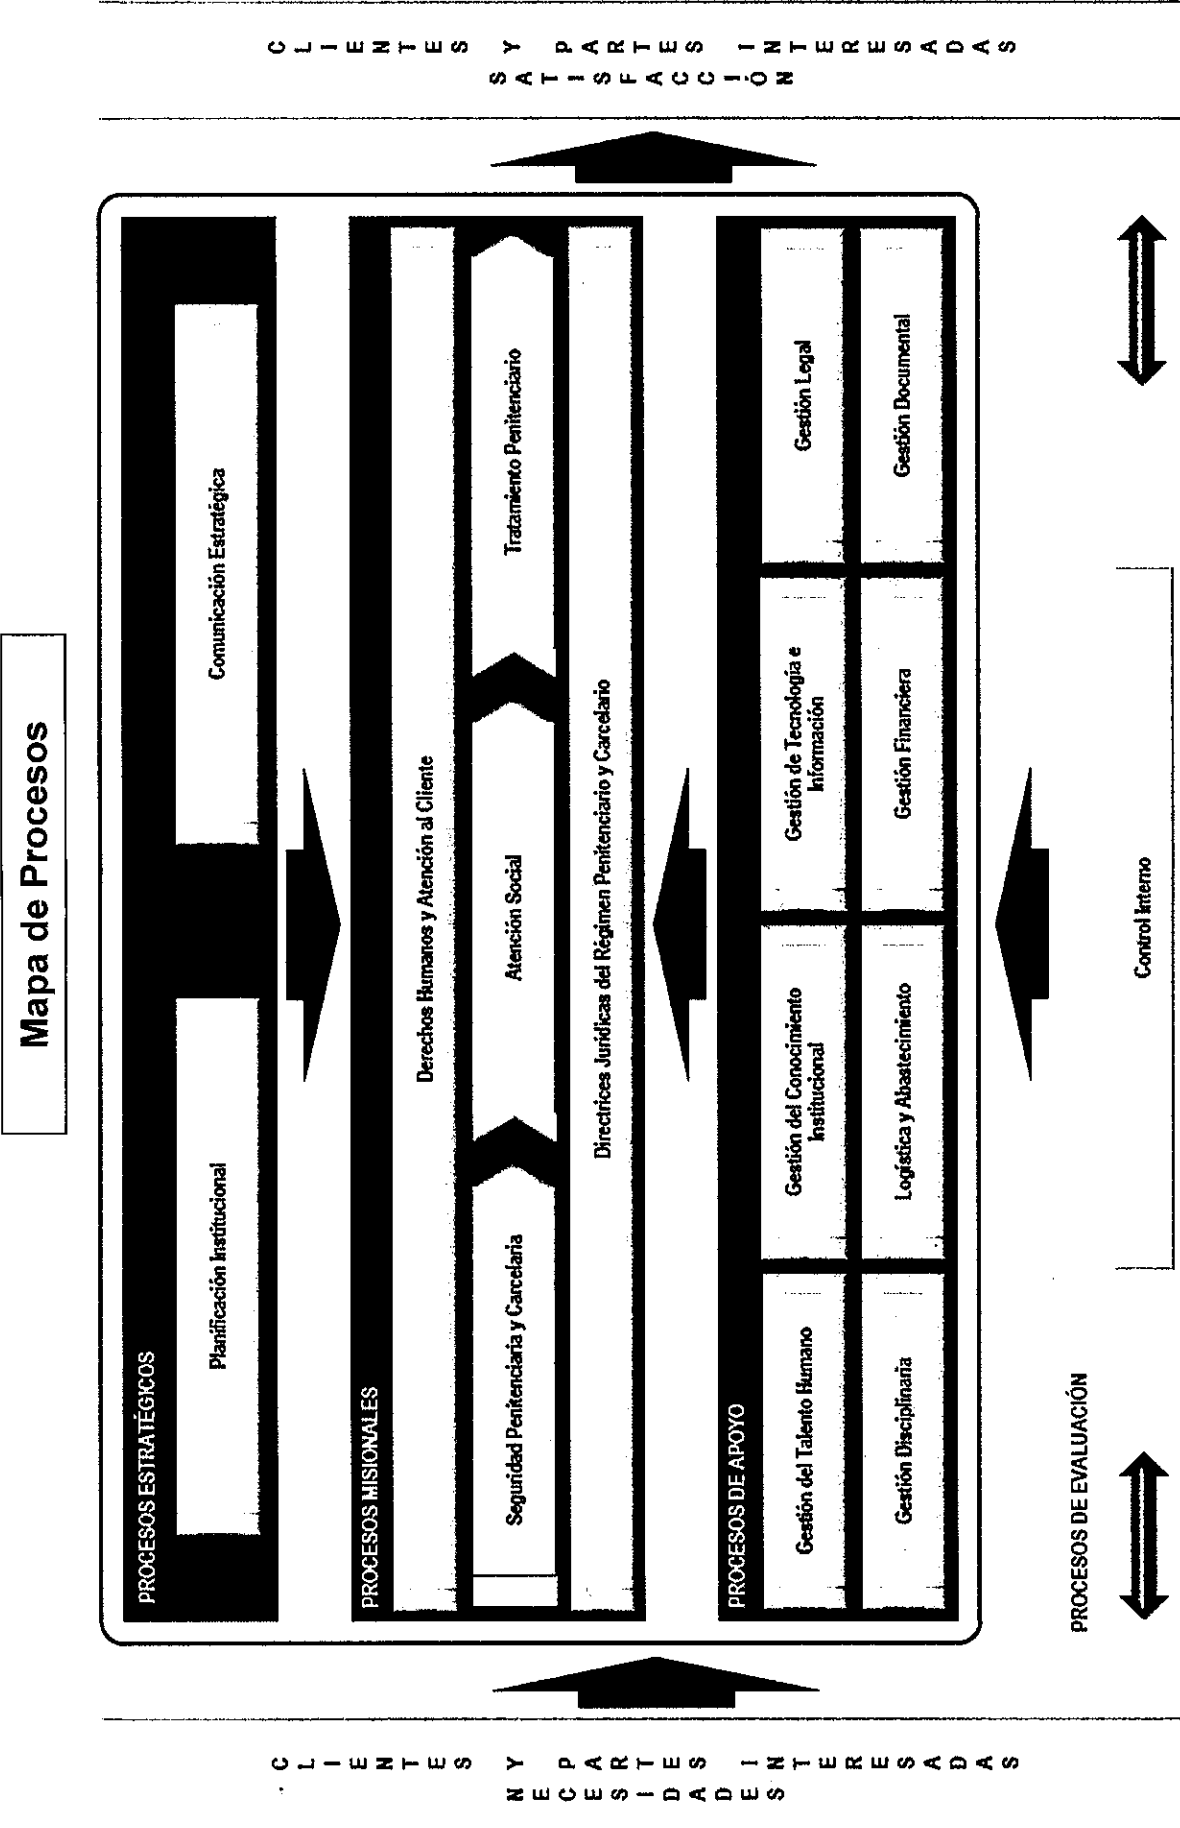 Mapa de Procesos
CLIENTES Y PARTES INTERESADAS
NECESIDADES
PROCESOS ESTRATÉGICOS
Planificación Institucional
Comunicación Estratégica
PROCESOS MISIONALES
Derechos Humanos y Atención al Cliente
Seguridad Penitenciaria y Carcelaria
Atención Social
Tratamiento Penitenciario
Directrices Jurídicas del Régimen Penitenciario y Carcelario
PROCESOS DE APOYO
Gestión del Talento Humano
Gestión del Conocimiento
Institucional
Gestión de Tecnología e
Información
Gestión Legal
Gestión Disciplinaria
Logística y Abastecimiento
Gestión Financiera
Gestión Documental
PROCESOS DE EVALUACIÓN
Control Interno
CLIENTES Y PARTES INTERESADAS
SATISFACCIÓN